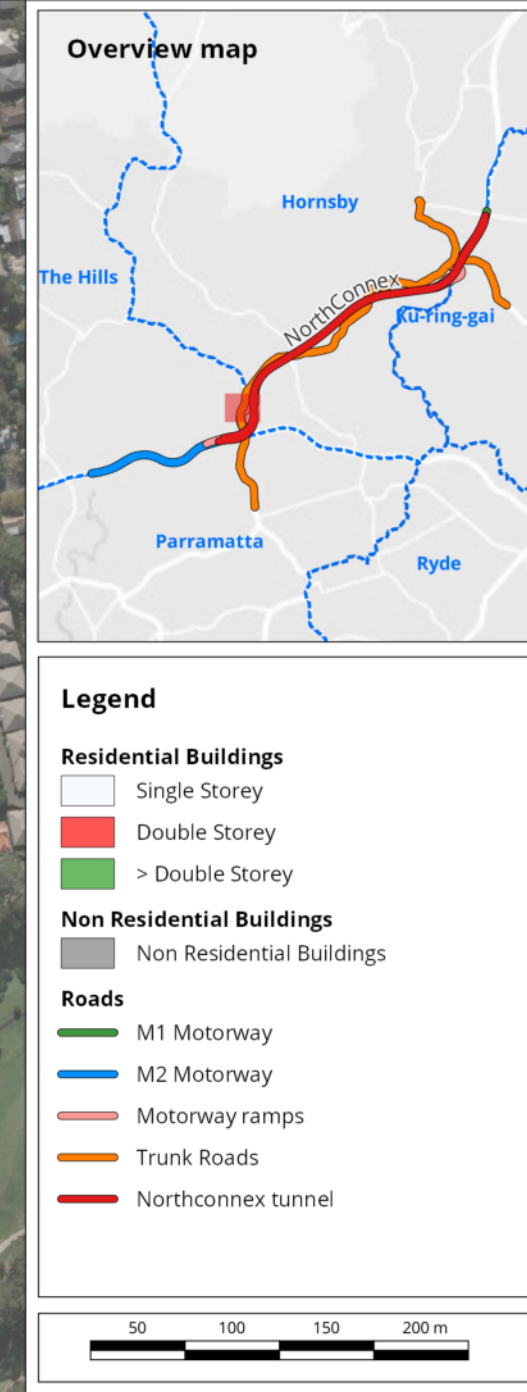 Overview map
Hornsby
The Hills
NorthConnex
Ku-ring-gai
Parramatta
Ryde
Legend
Residential Buildings
Single Storey
Double Storey
> Double Storey
Non Residential Buildings
Non Residential Buildings
Roads
M1 Motorway
M2 Motorway
Motorway ramps
Trunk Roads
Northconnex tunnel
50 100 150 200 m